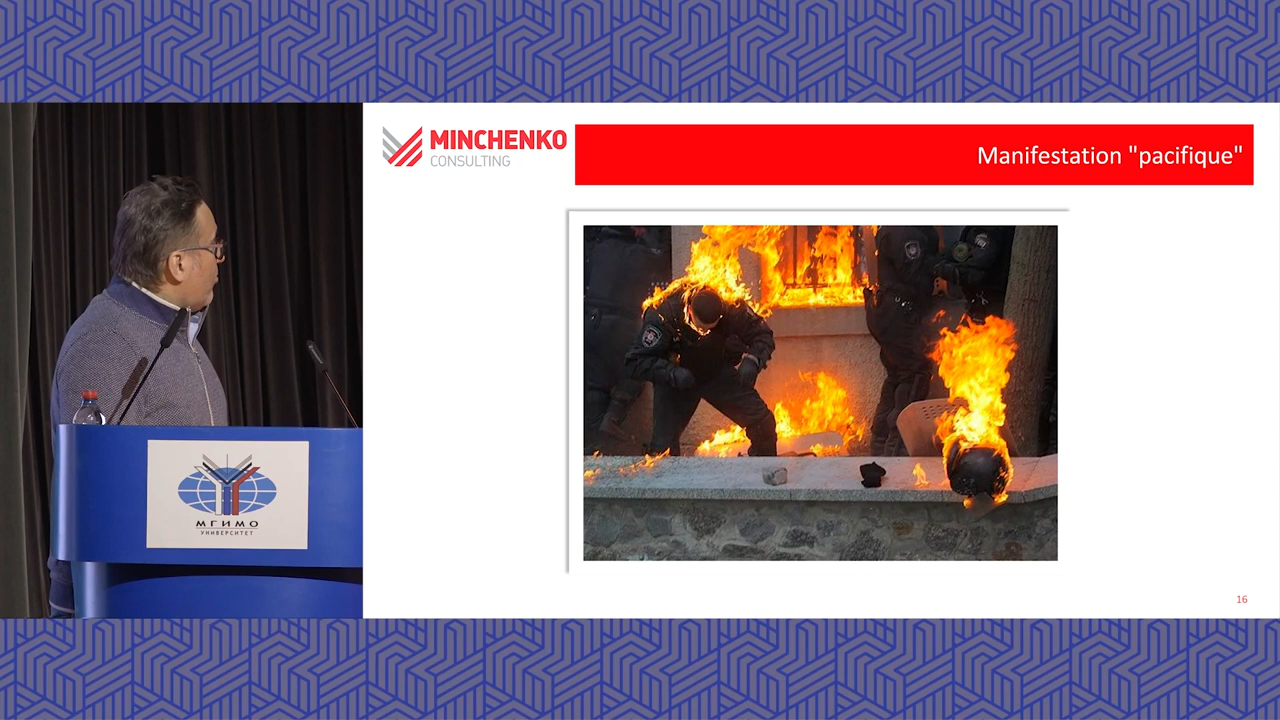 MINCHENKO
CONSULTING
Manifestation "pacifique"
МГИМО
УНИВЕРСИТЕТ
16